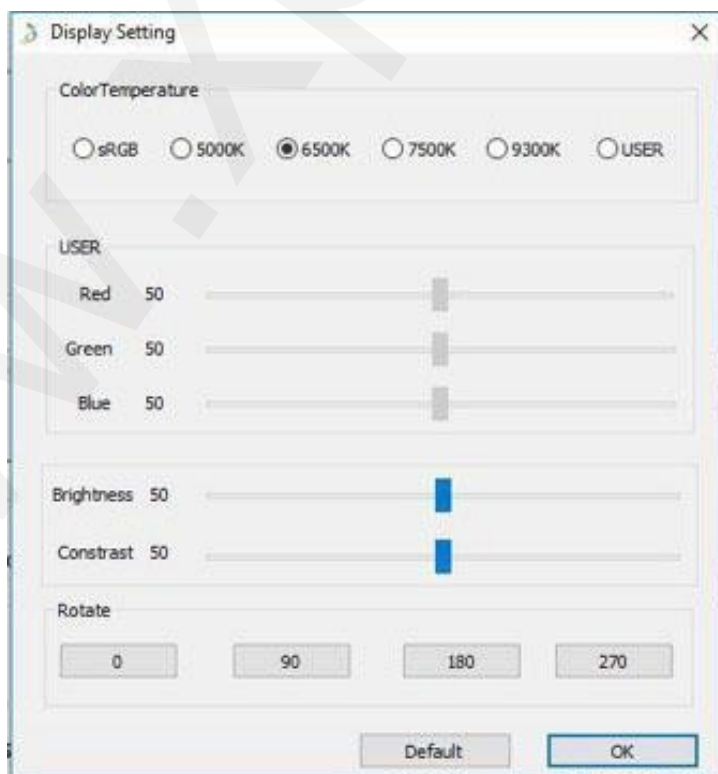 Display Setting
ColorTemperature
sRGB 5000K 6500K 7500K 9300K USER
USER
Red 50
Green 50
Blue 50
Brightness 50
Constrast 50
Rotate
0 90 180 270
Default OK